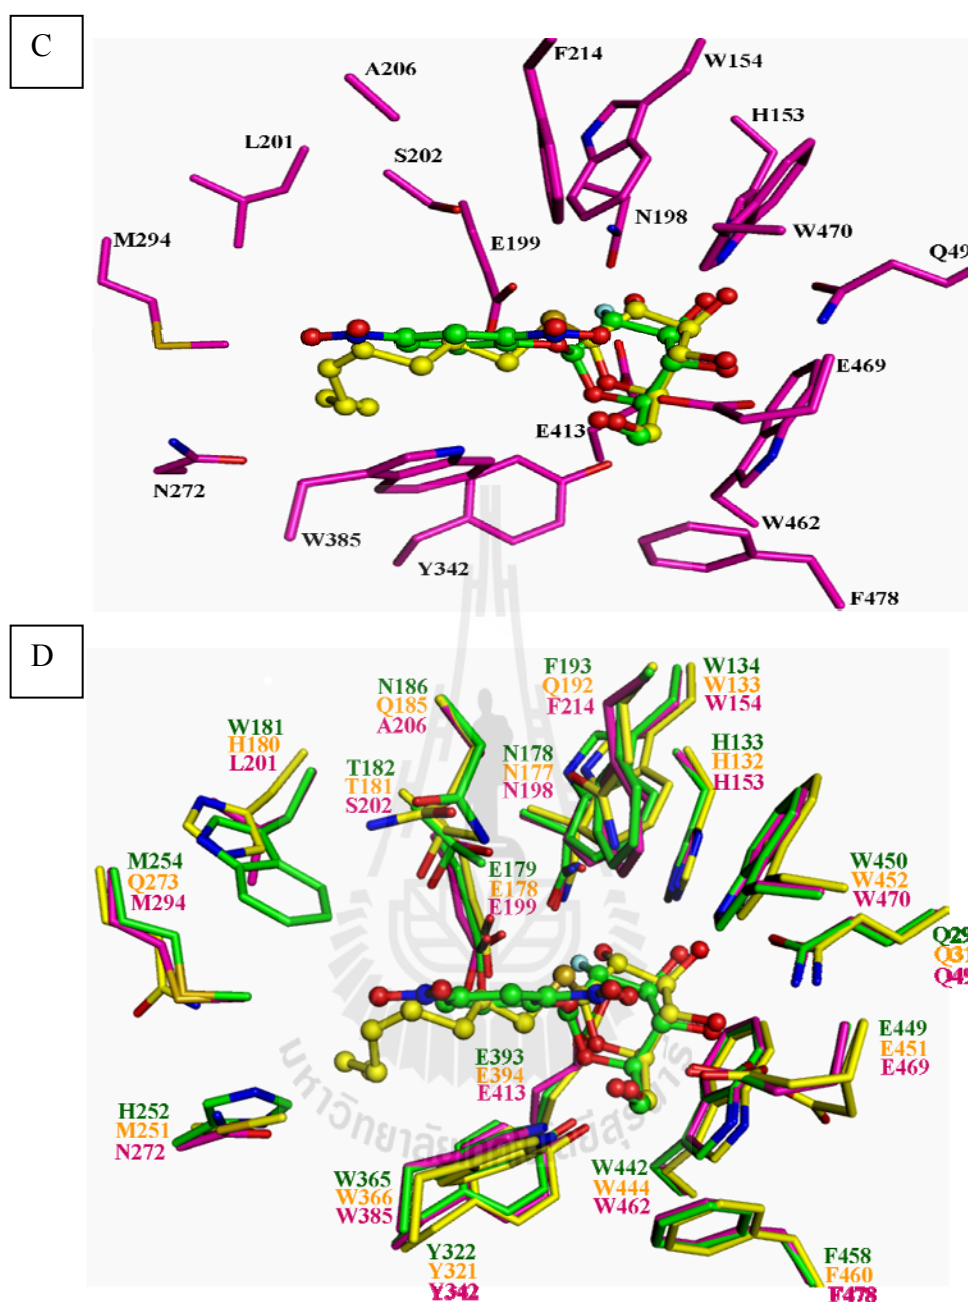 C
F214
W154
A206
H153
L201
S202
N198
W470
M294
E199
Q49
E469
E413
N272
W385
W462
Y342
F478
D
F193
Q192
F214
W134
W133
W154
N186
Q185
A206
W181
H180
L201
N178
N177
N198
H133
H132
H153
T182
T181
S202
M254
Q273
M294
E179
E178
E199
W450
W452
W470
Q29
Q31
Q49
E393
E394
E413
E449
E451
E469
H252
M251
N272
W365
W366
W385
W442
W444
W462
Y322
Y321
Y342
F458
F460
F478